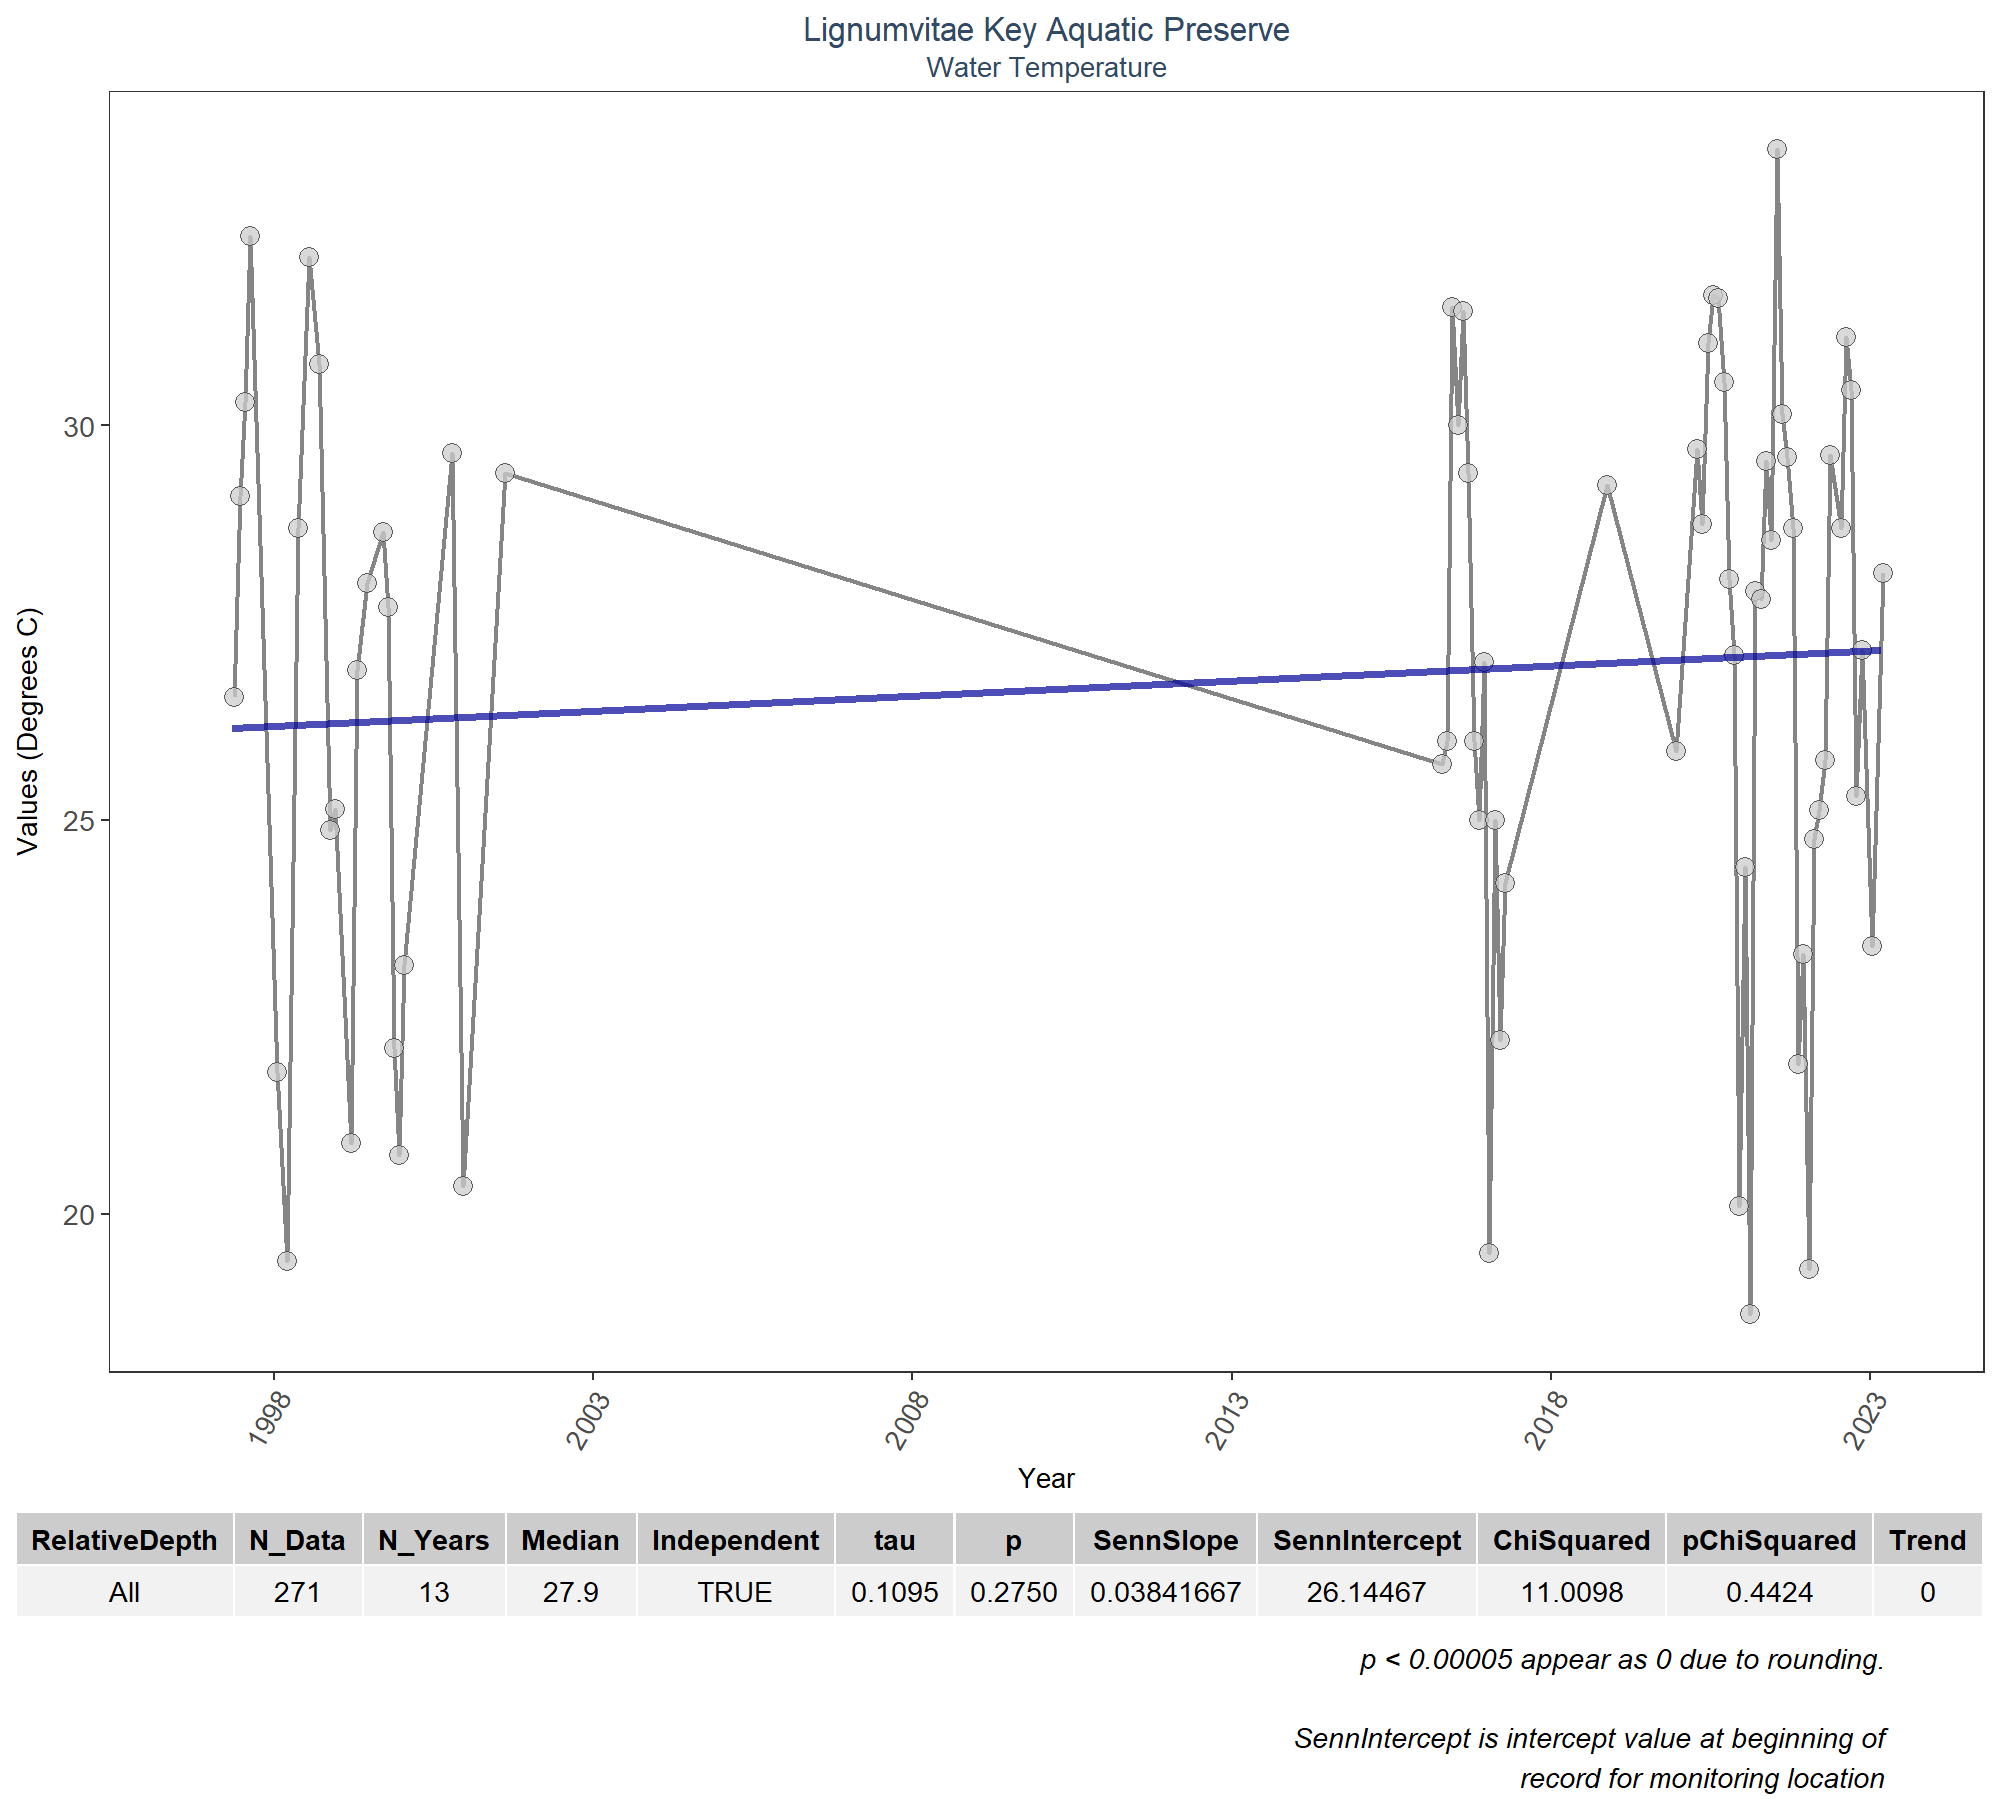 Lignumvitae Key Aquatic Preserve
Water Temperature
Values (Degrees C)
30
25
20
1998
2003
2008
2013
2018
2023
Year
RelativeDepth N_Data N_Years Median Independent tau p SennSlope SennIntercept ChiSquared pChiSquared Trend
All 271 13 27.9 TRUE 0.1095 0.2750 0.03841667 26.14467 11.0098 0.4424 0
p < 0.00005 appear as 0 due to rounding.
SennIntercept is intercept value at beginning of
record for monitoring location